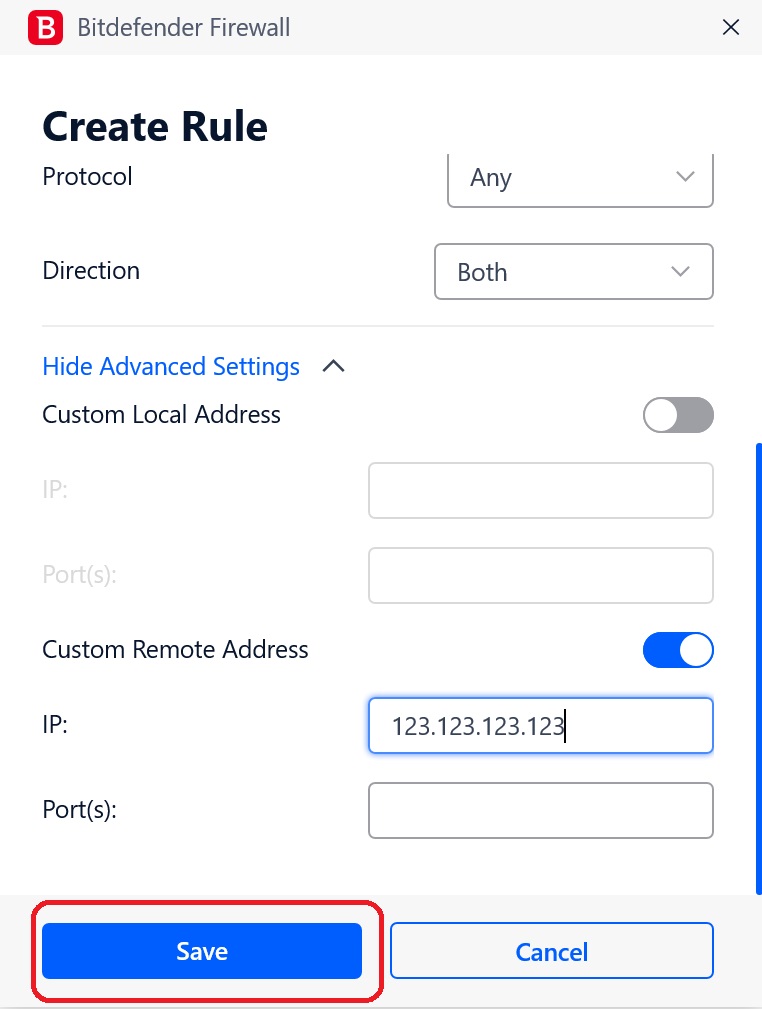 B Bitdefender Firewall
Create Rule
Protocol Any
Direction Both
Hide Advanced Settings
Custom Local Address
IP:
Port(s):
Custom Remote Address
IP: 123.123.123.123
Port(s):
Save Cancel